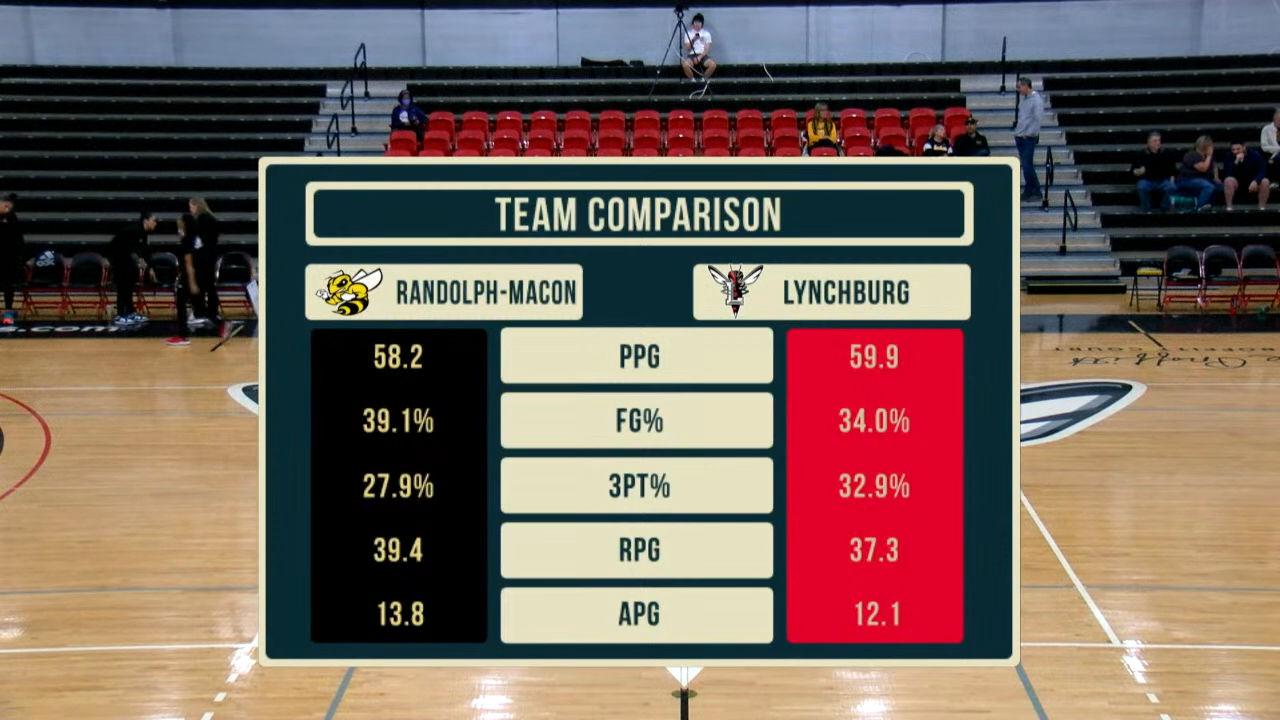 TEAM COMPARISON
RANDOLPH-MACON
LYNCHBURG
58.2 PPG 59.9
39.1% FG% 34.0%
27.9% 3PT% 32.9%
39.4 RPG 37.3
13.8 APG 12.1
s.com